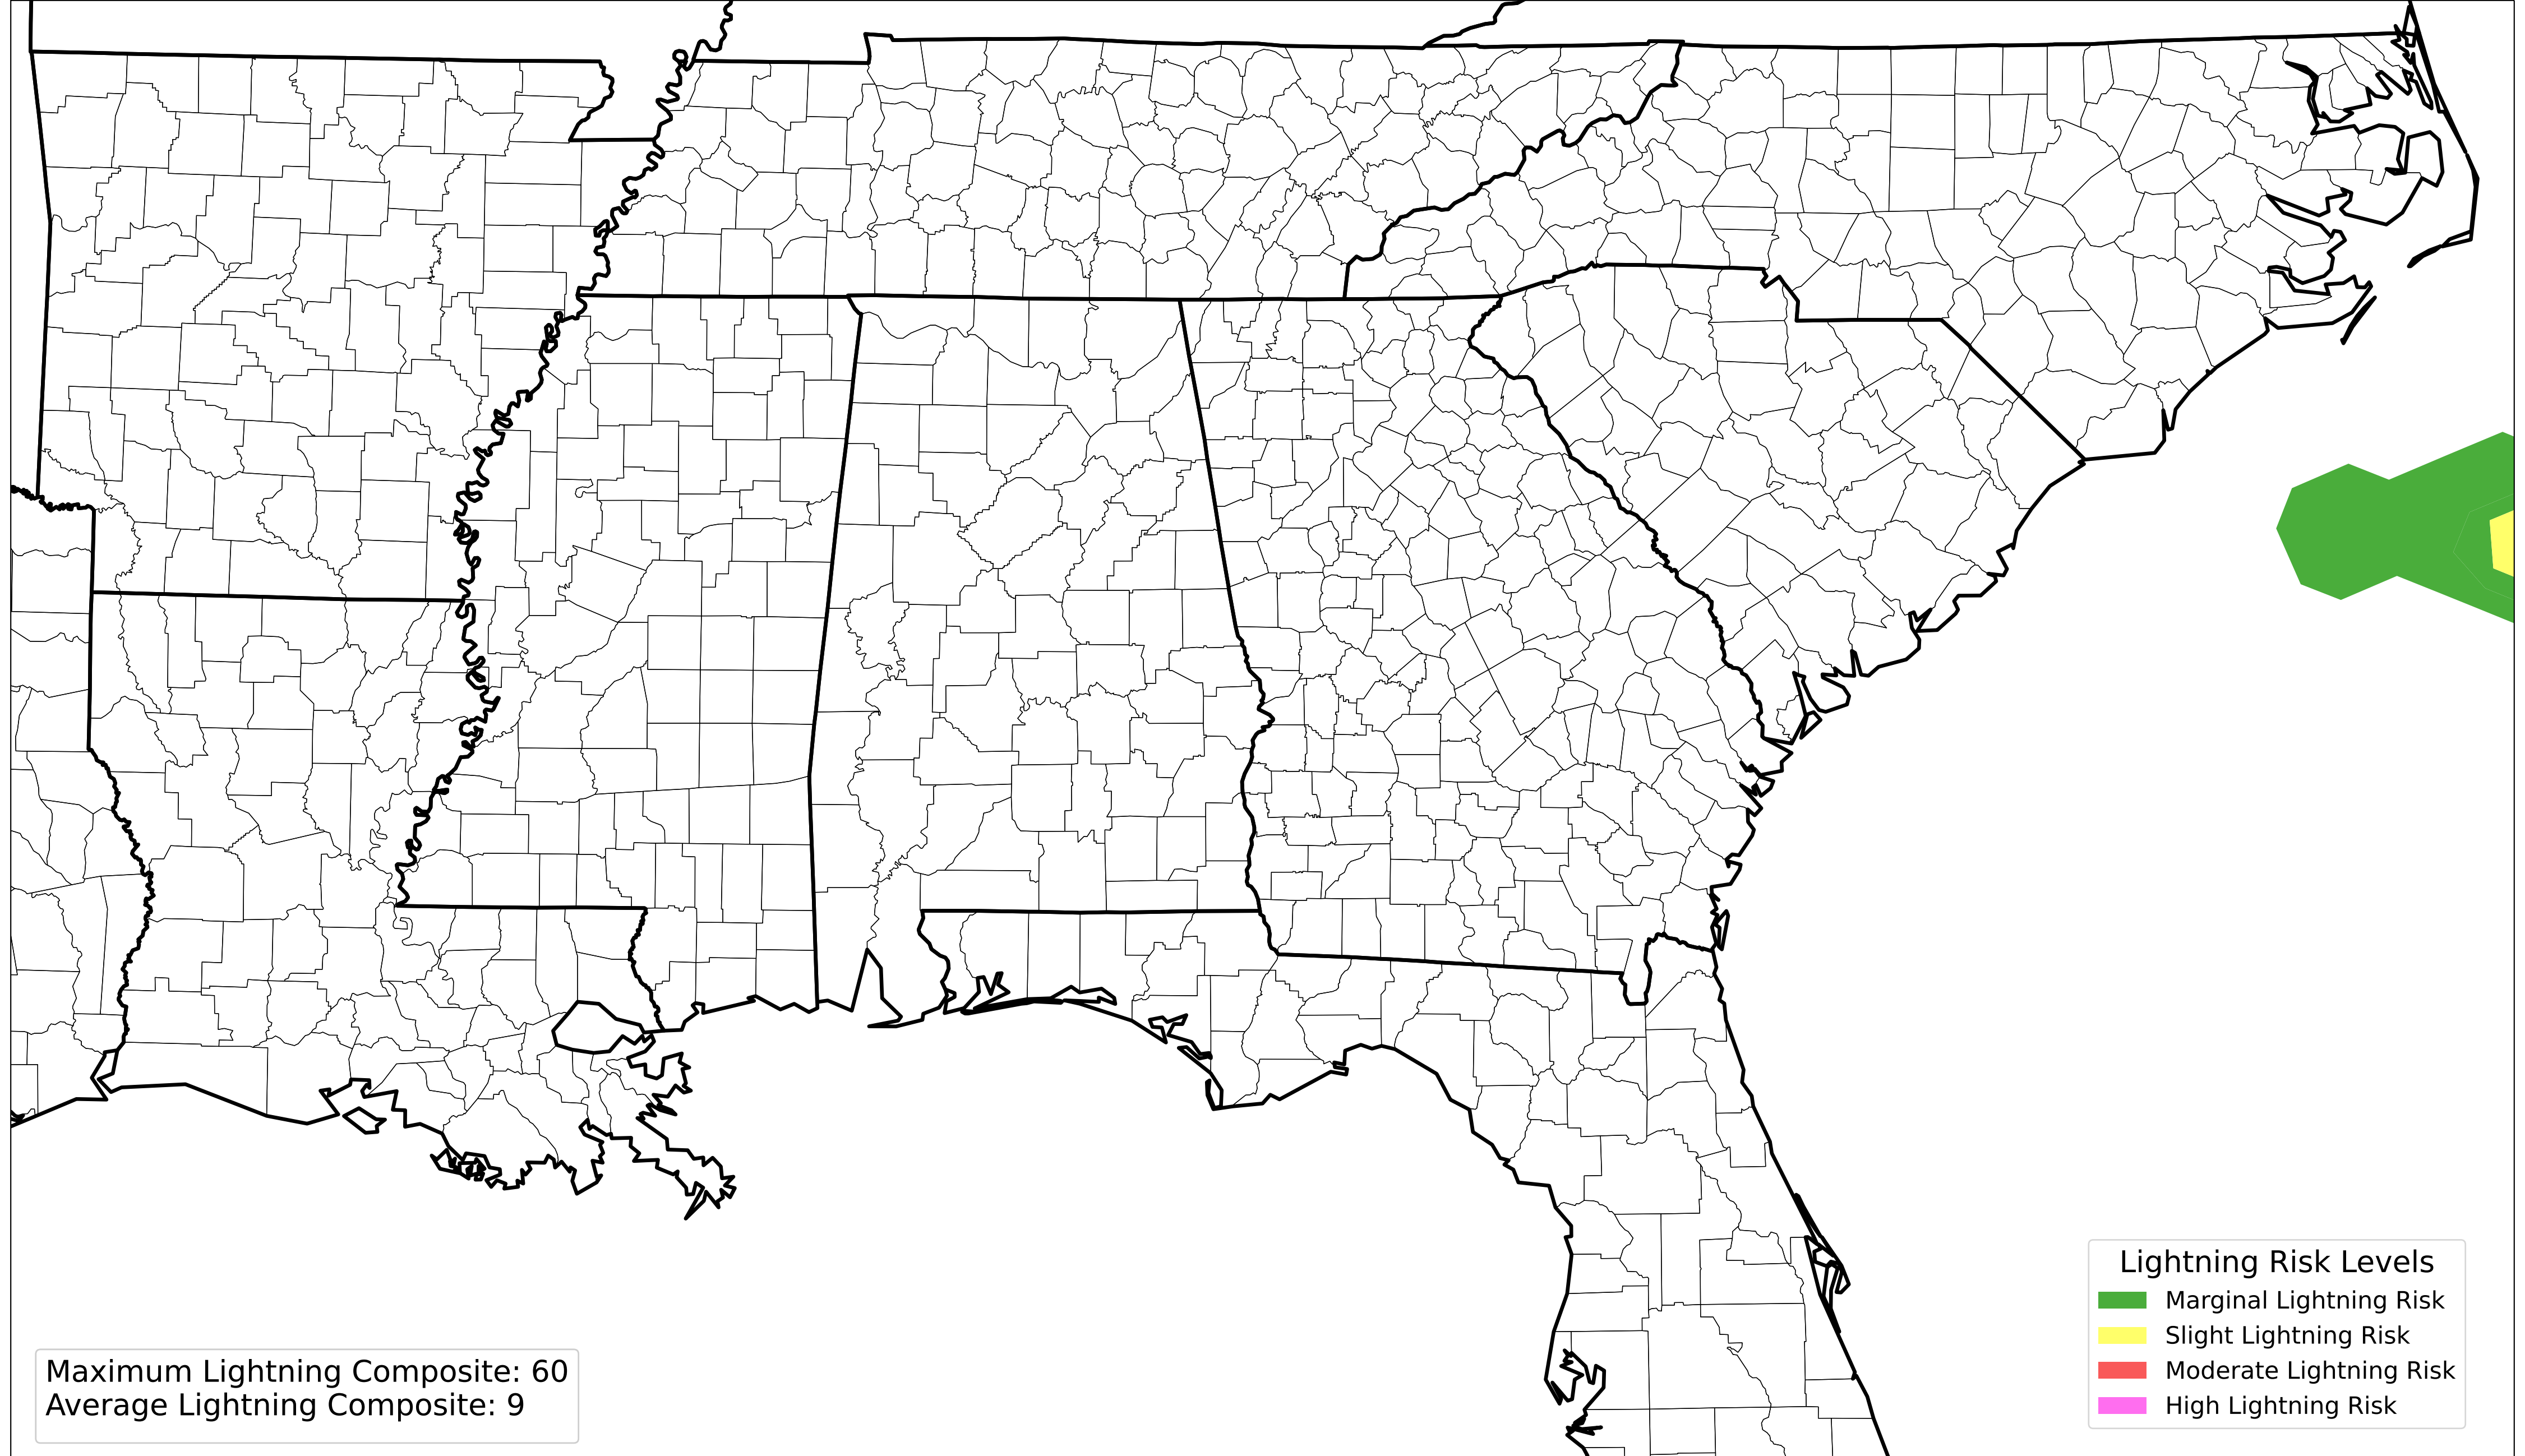 Maximum Lightning Composite: 60
Average Lightning Composite: 9
Lightning Risk Levels
Marginal Lightning Risk
Slight Lightning Risk
Moderate Lightning Risk
High Lightning Risk